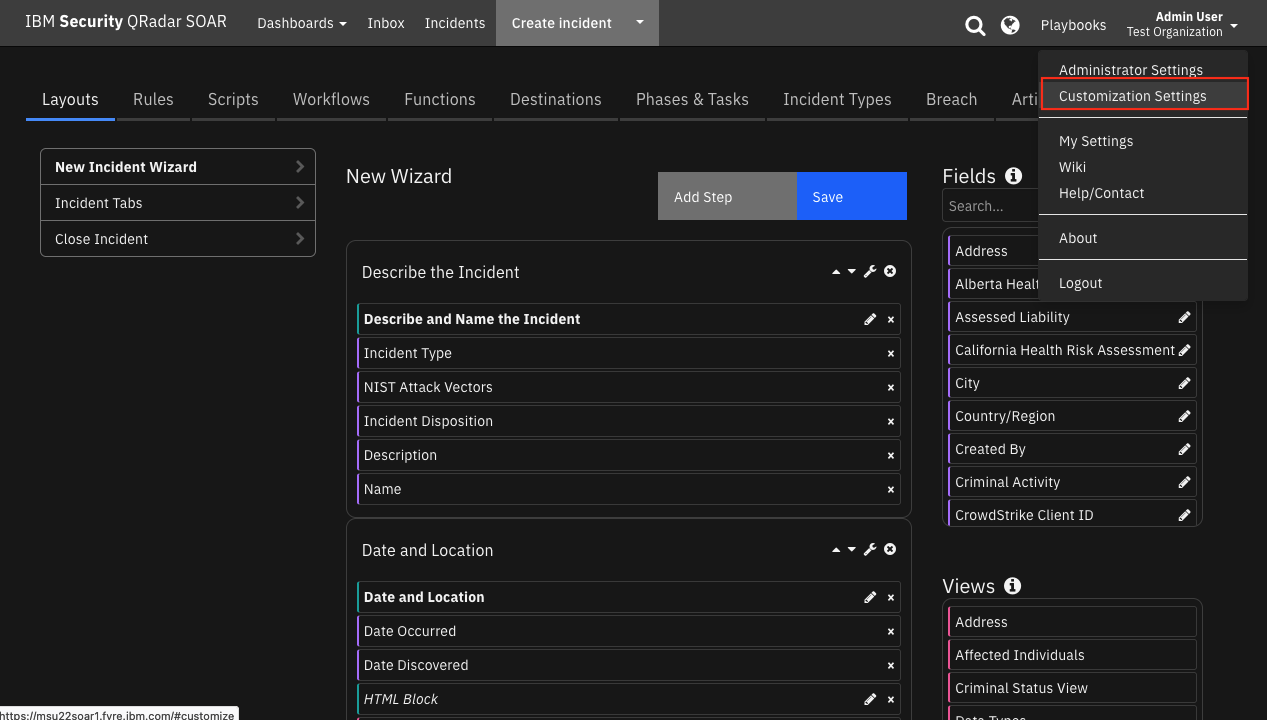 IBM Security QRadar SOAR
Dashboards
Inbox
Incidents
Create incident
Playbooks
Admin User
Test Organization
Administrator Settings
Customization Settings
My Settings
Wiki
Help/Contact
About
Logout
Layouts
Rules
Scripts
Workflows
Functions
Destinations
Phases & Tasks
Incident Types
Breach
Arti
New Incident Wizard
Incident Tabs
Close Incident
New Wizard
Add Step
Save
Describe the Incident
Describe and Name the Incident
Incident Type
NIST Attack Vectors
Incident Disposition
Description
Name
Date and Location
Date and Location
Date Occurred
Date Discovered
HTML Block
Fields
Search...
Address
Alberta Healt
Assessed Liability
California Health Risk Assessment
City
Country/Region
Created By
Criminal Activity
CrowdStrike Client ID
Views
Address
Affected Individuals
Criminal Status View
Data Types
https://msu22soar1.fyre.ibm.com/#customize